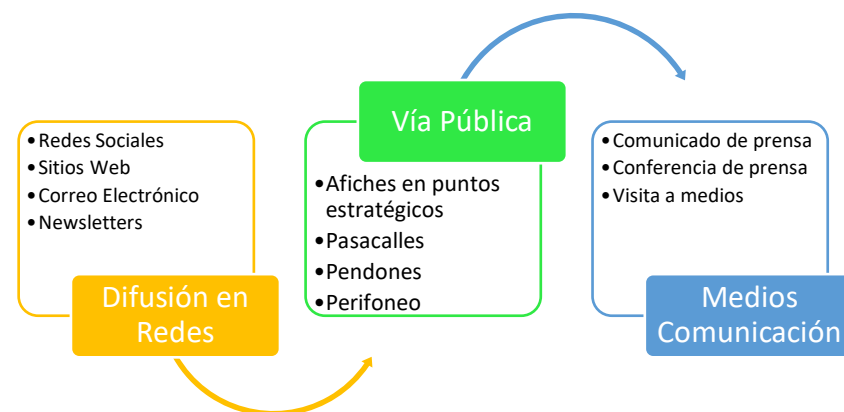 •Redes Sociales
•Sitios Web
•Correo Electrónico
•Newsletters
Difusión en
Redes
Vía Pública
•Afiches en puntos
estratégicos
•Pasacalles
•Pendones
•Perifoneo
•Comunicado de prensa
•Conferencia de prensa
•Visita a medios
Medios
Comunicación